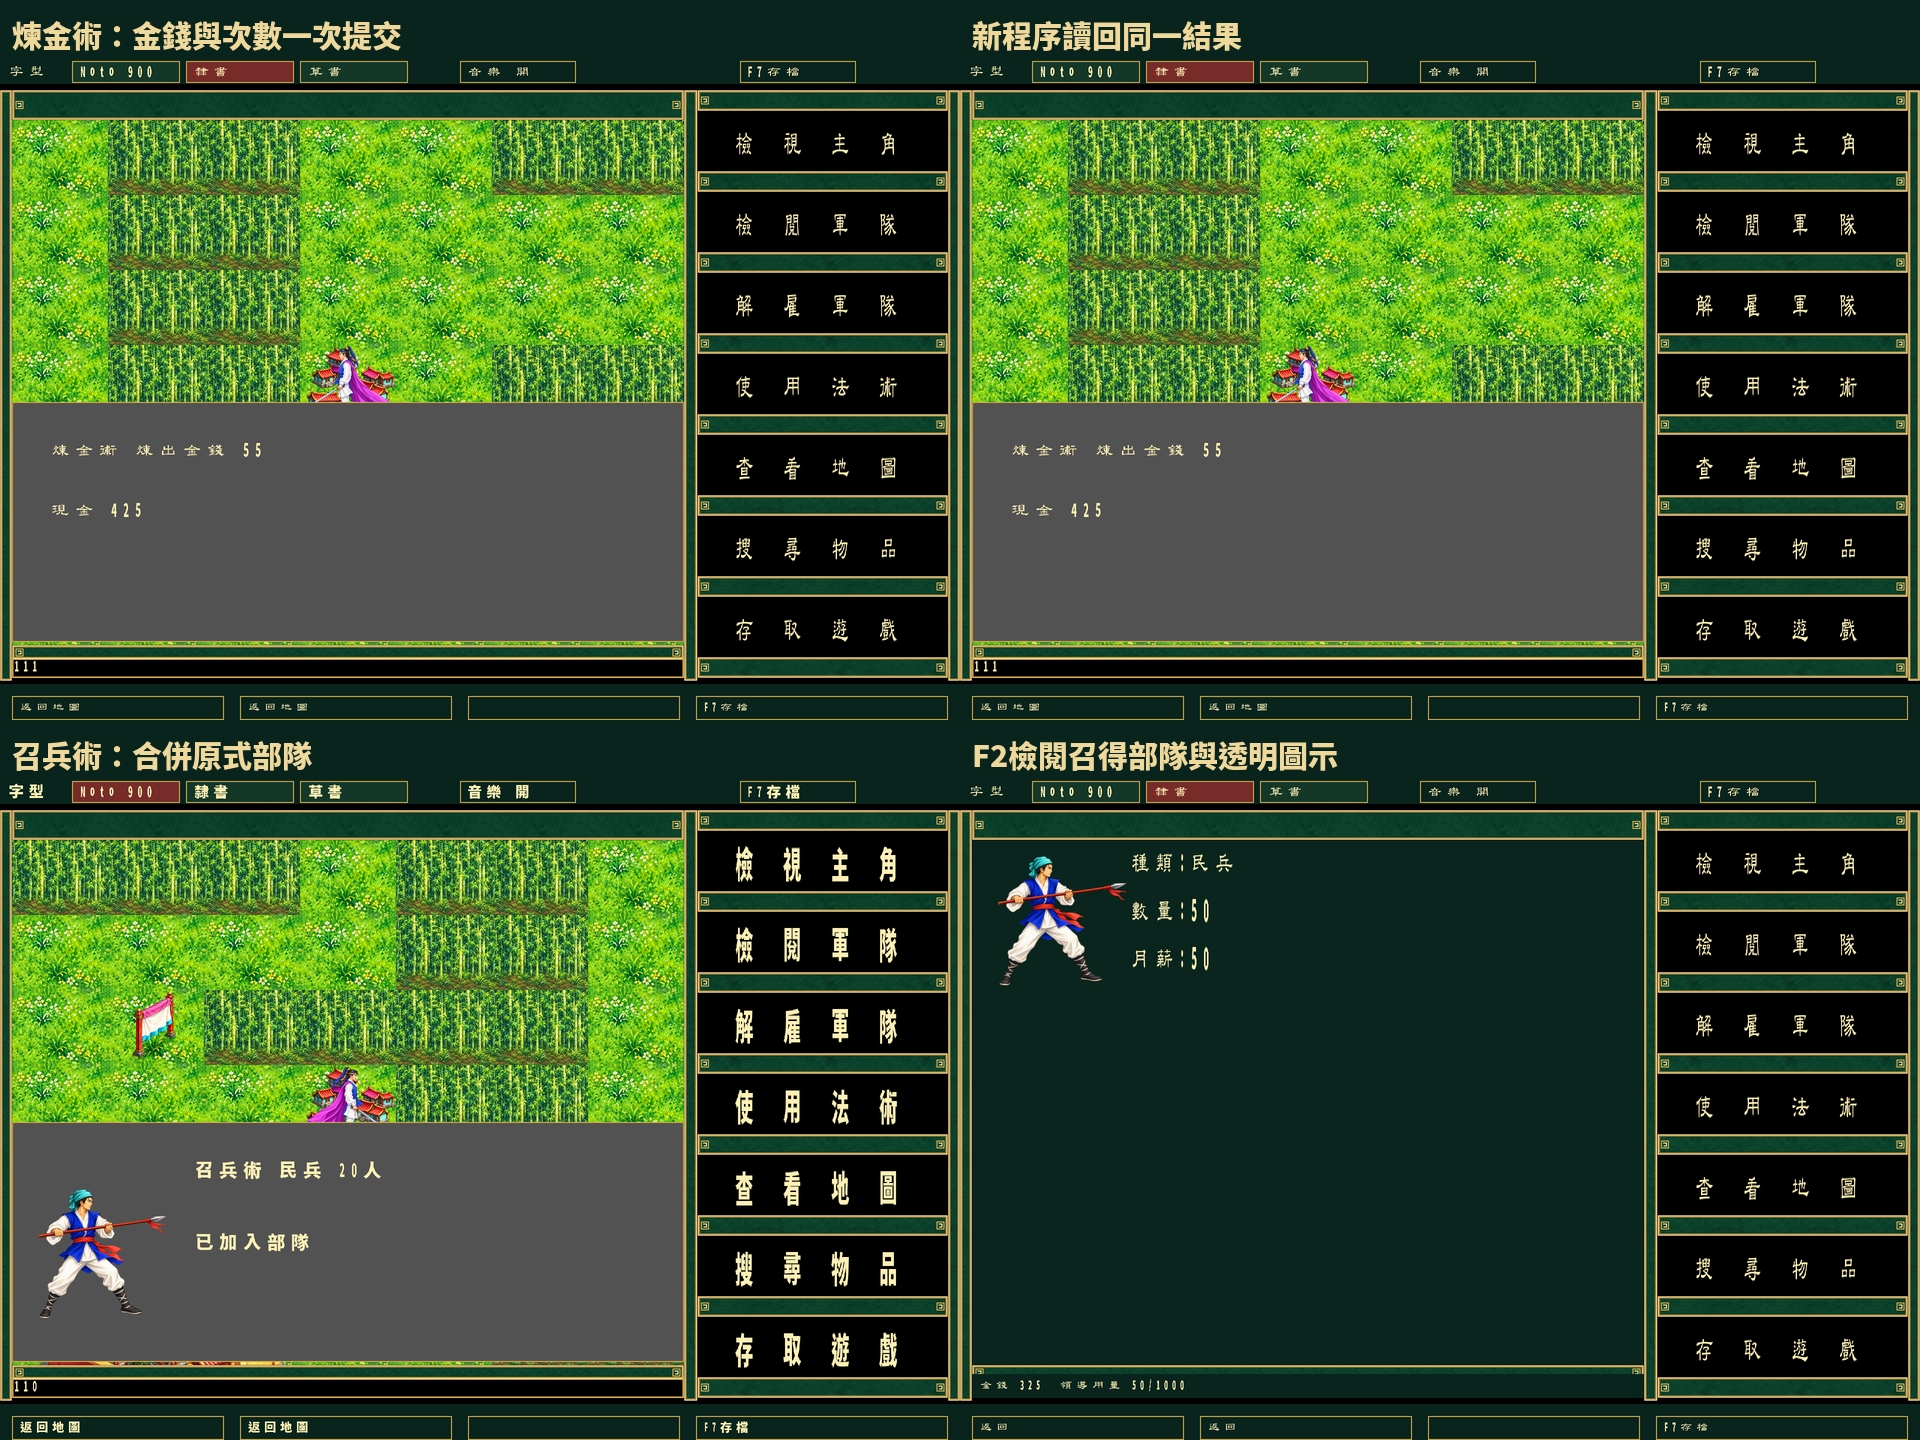 煉金術：金錢與次數一次提交
字型 Noto 900 隸書 草書 音樂 開 F7存檔
檢視主角
檢閱軍隊
解雇軍隊
使用法術
查看地圖
搜尋物品
存取遊戲
煉金術 煉出金錢 55
現金 425
111
返回地圖 返回地圖 F7存檔
新程序讀回同一結果
字型 Noto 900 隸書 草書 音樂 開 F7存檔
檢視主角
檢閱軍隊
解雇軍隊
使用法術
查看地圖
搜尋物品
存取遊戲
煉金術 煉出金錢 55
現金 425
111
返回地圖 返回地圖 F7存檔
召兵術：合併原式部隊
字型 Noto 900 隸書 草書 音樂 開 F7存檔
檢視主角
檢閱軍隊
解雇軍隊
使用法術
查看地圖
搜尋物品
存取遊戲
召兵術 民兵 20人
已加入部隊
110
返回地圖 返回地圖 F7存檔
F2檢閱召得部隊與透明圖示
字型 Noto 900 隸書 草書 音樂 開 F7存檔
種類:民兵
數量:50
月薪:50
檢視主角
檢閱軍隊
解雇軍隊
使用法術
查看地圖
搜尋物品
存取遊戲
金錢 325 領導用量 50/1000
返回 返回 F7存檔